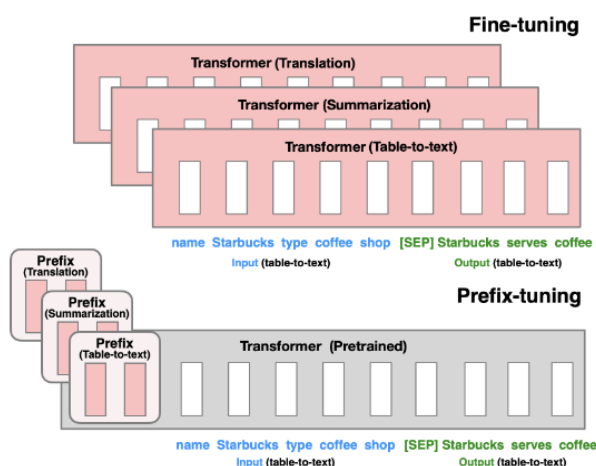 Fine-tuning
Transformer (Translation)
Transformer (Summarization)
Transformer (Table-to-text)
name Starbucks type coffee shop [SEP] Starbucks serves coffee
Input (table-to-text) Output (table-to-text)
Prefix
(Translation)
Prefix-tuning
Prefix
(Summarization)
Prefix
(Table-to-text)
Transformer (Pretrained)
name Starbucks type coffee shop [SEP] Starbucks serves coffee
Input (table-to-text) Output (table-to-text)